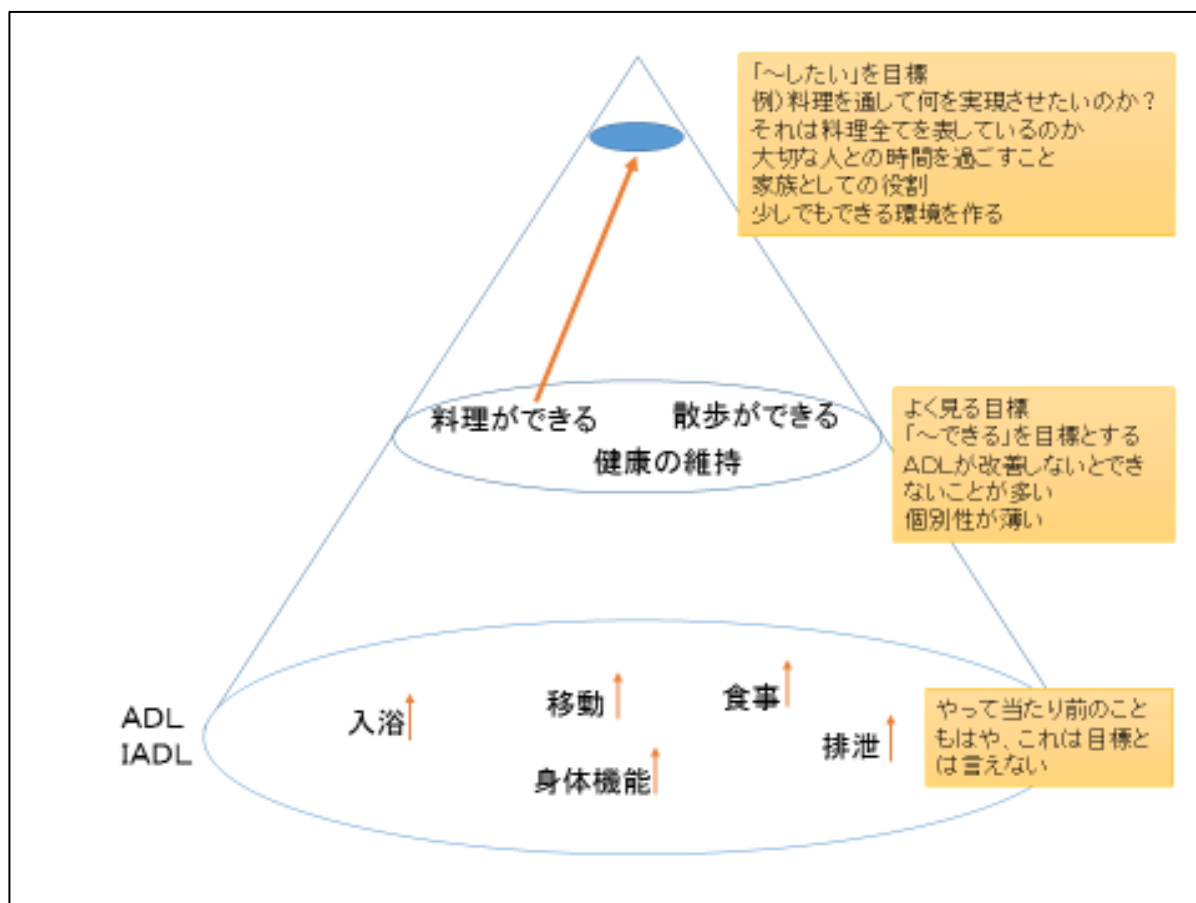 「～したい」を目標
例）料理を通して何を実現させたいのか？
それは料理全てを表しているのか
大切な人との時間を過ごすこと
家族としての役割
少しでもできる環境を作る
料理ができる
散歩ができる
健康の維持
よく見る目標
「～できる」を目標とする
ＡＤＬが改善しないとでき
ないことが多い
個別性が薄い
ADL
IADL
入浴
移動
食事
排泄
身体機能
やって当たり前のこと
もはや、これは目標と
は言えない